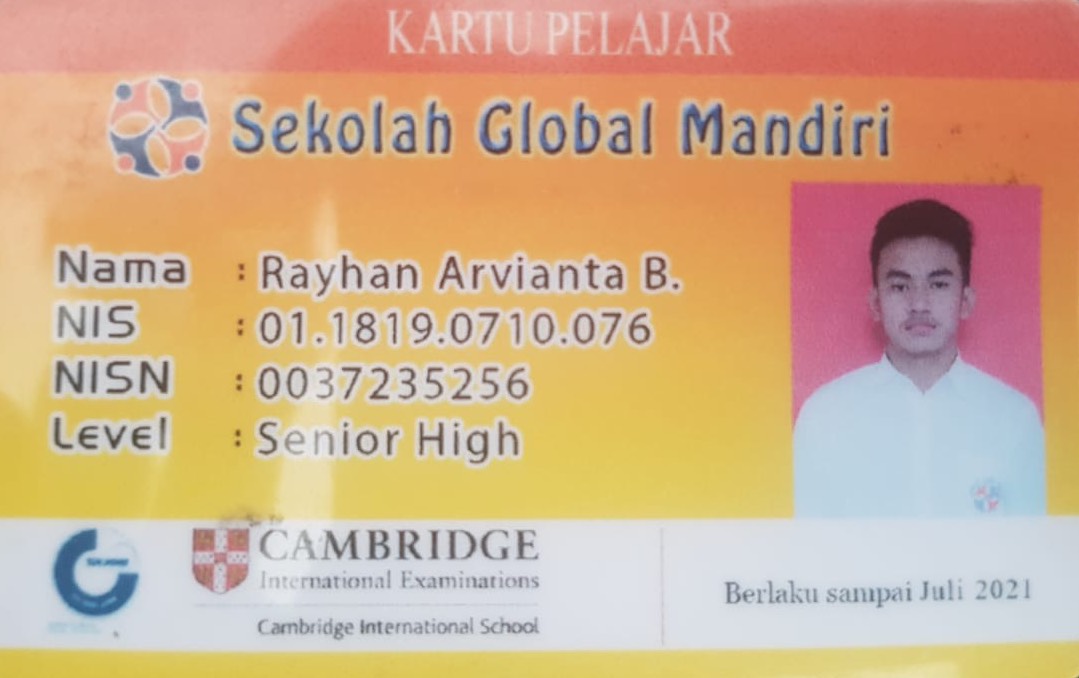 KARTU PELAJAR
Sekolah Global Mandiri
Nama : Rayhan Arvianta B.
NIS : 01.1819.0710.076
NISN : 0037235256
Level : Senior High
CAMBRIDGE
International Examinations
Cambridge International School
Berlaku sampai Juli 2021